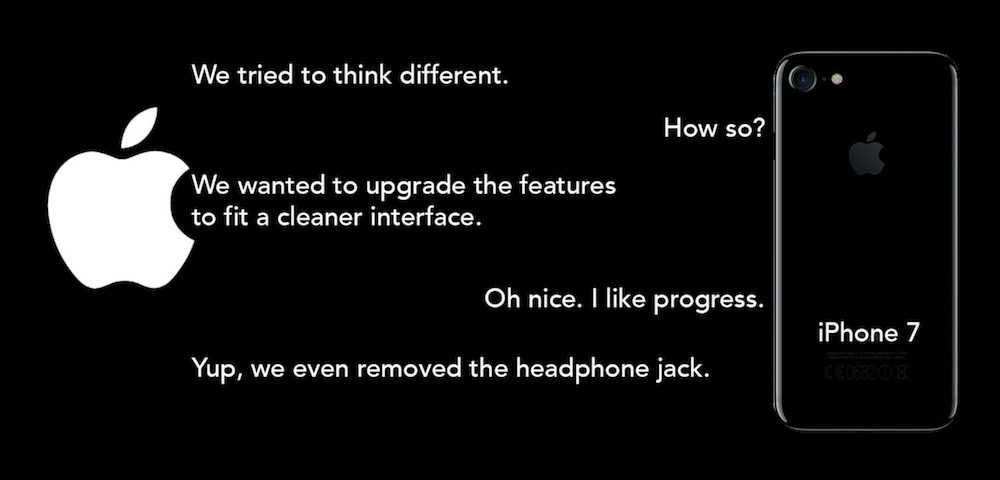 We tried to think different.
How so?
We wanted to upgrade the features
to fit a cleaner interface.
Oh nice. I like progress.
iPhone 7
Yup, we even removed the headphone jack.